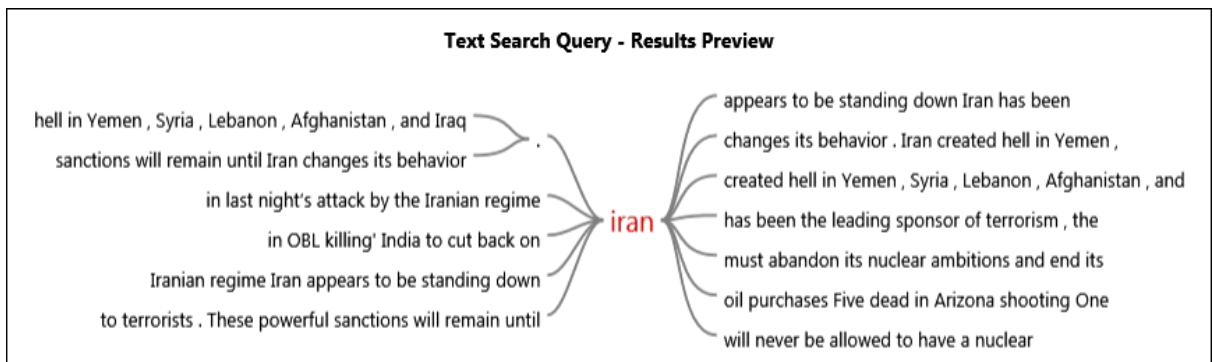 Text Search Query - Results Preview
hell in Yemen , Syria , Lebanon , Afghanistan , and Iraq
sanctions will remain until Iran changes its behavior
.
in last night's attack by the Iranian regime
in OBL killing' India to cut back on
Iranian regime Iran appears to be standing down
to terrorists . These powerful sanctions will remain until
iran
appears to be standing down Iran has been
changes its behavior . Iran created hell in Yemen ,
created hell in Yemen , Syria , Lebanon , Afghanistan , and
has been the leading sponsor of terrorism , the
must abandon its nuclear ambitions and end its
oil purchases Five dead in Arizona shooting One
will never be allowed to have a nuclear